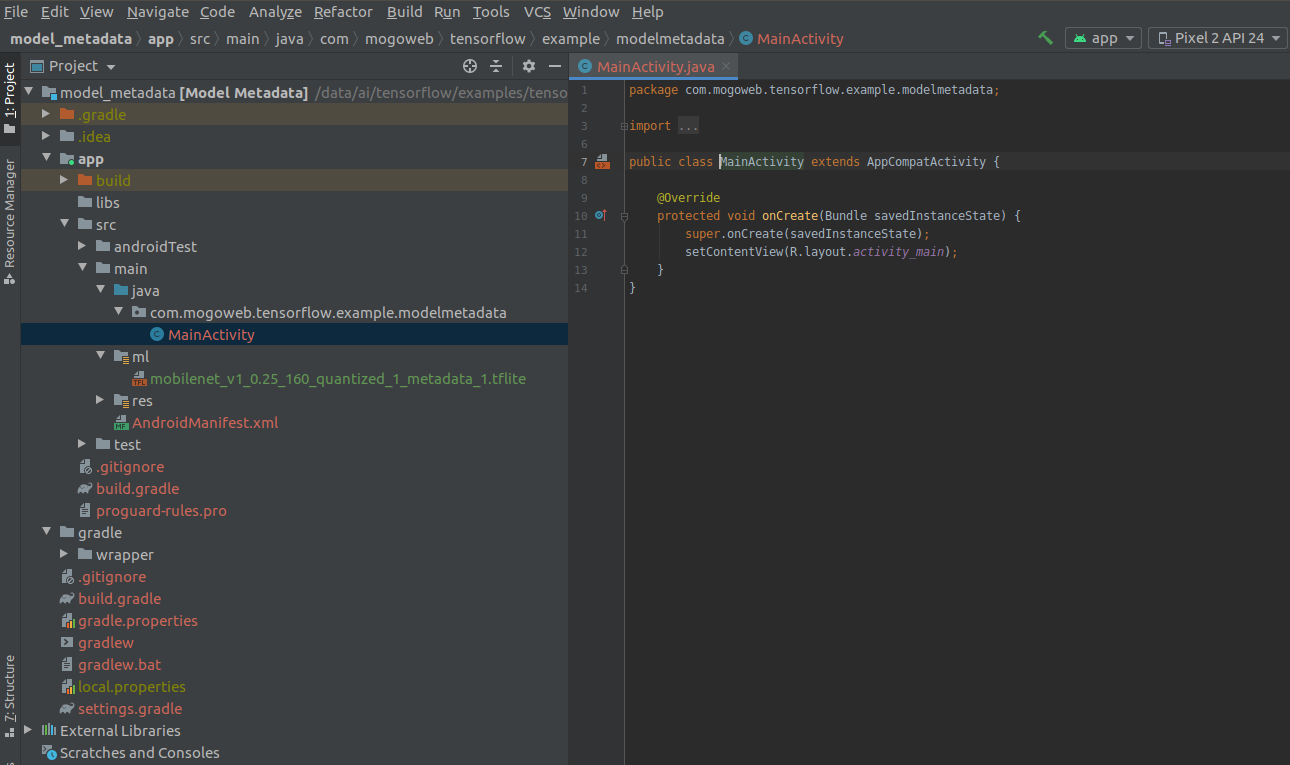 File Edit View Navigate Code Analyze Refactor Build Run Tools VCS Window Help
model_metadata app src main java com mogoweb tensorflow example modelmetadata MainActivity app Pixel 2 API 24
1: Project
Resource Manager
7: Structure
Project
model_metadata [Model Metadata] /data/ai/tensorflow/examples/tenso
.gradle
.idea
app
build
libs
src
androidTest
main
java
com.mogoweb.tensorflow.example.modelmetadata
MainActivity
ml
mobilenet_v1_0.25_160_quantized_1_metadata_1.tflite
res
AndroidManifest.xml
test
.gitignore
build.gradle
proguard-rules.pro
gradle
wrapper
.gitignore
build.gradle
gradle.properties
gradlew
gradlew.bat
local.properties
settings.gradle
External Libraries
Scratches and Consoles
MainActivity.java
1 package com.mogoweb.tensorflow.example.modelmetadata;
2
3 import ...
6
7 public class MainActivity extends AppCompatActivity {
8
9 @Override
10 protected void onCreate(Bundle savedInstanceState) {
11 super.onCreate(savedInstanceState);
12 setContentView(R.layout.activity_main);
13 }
14 }